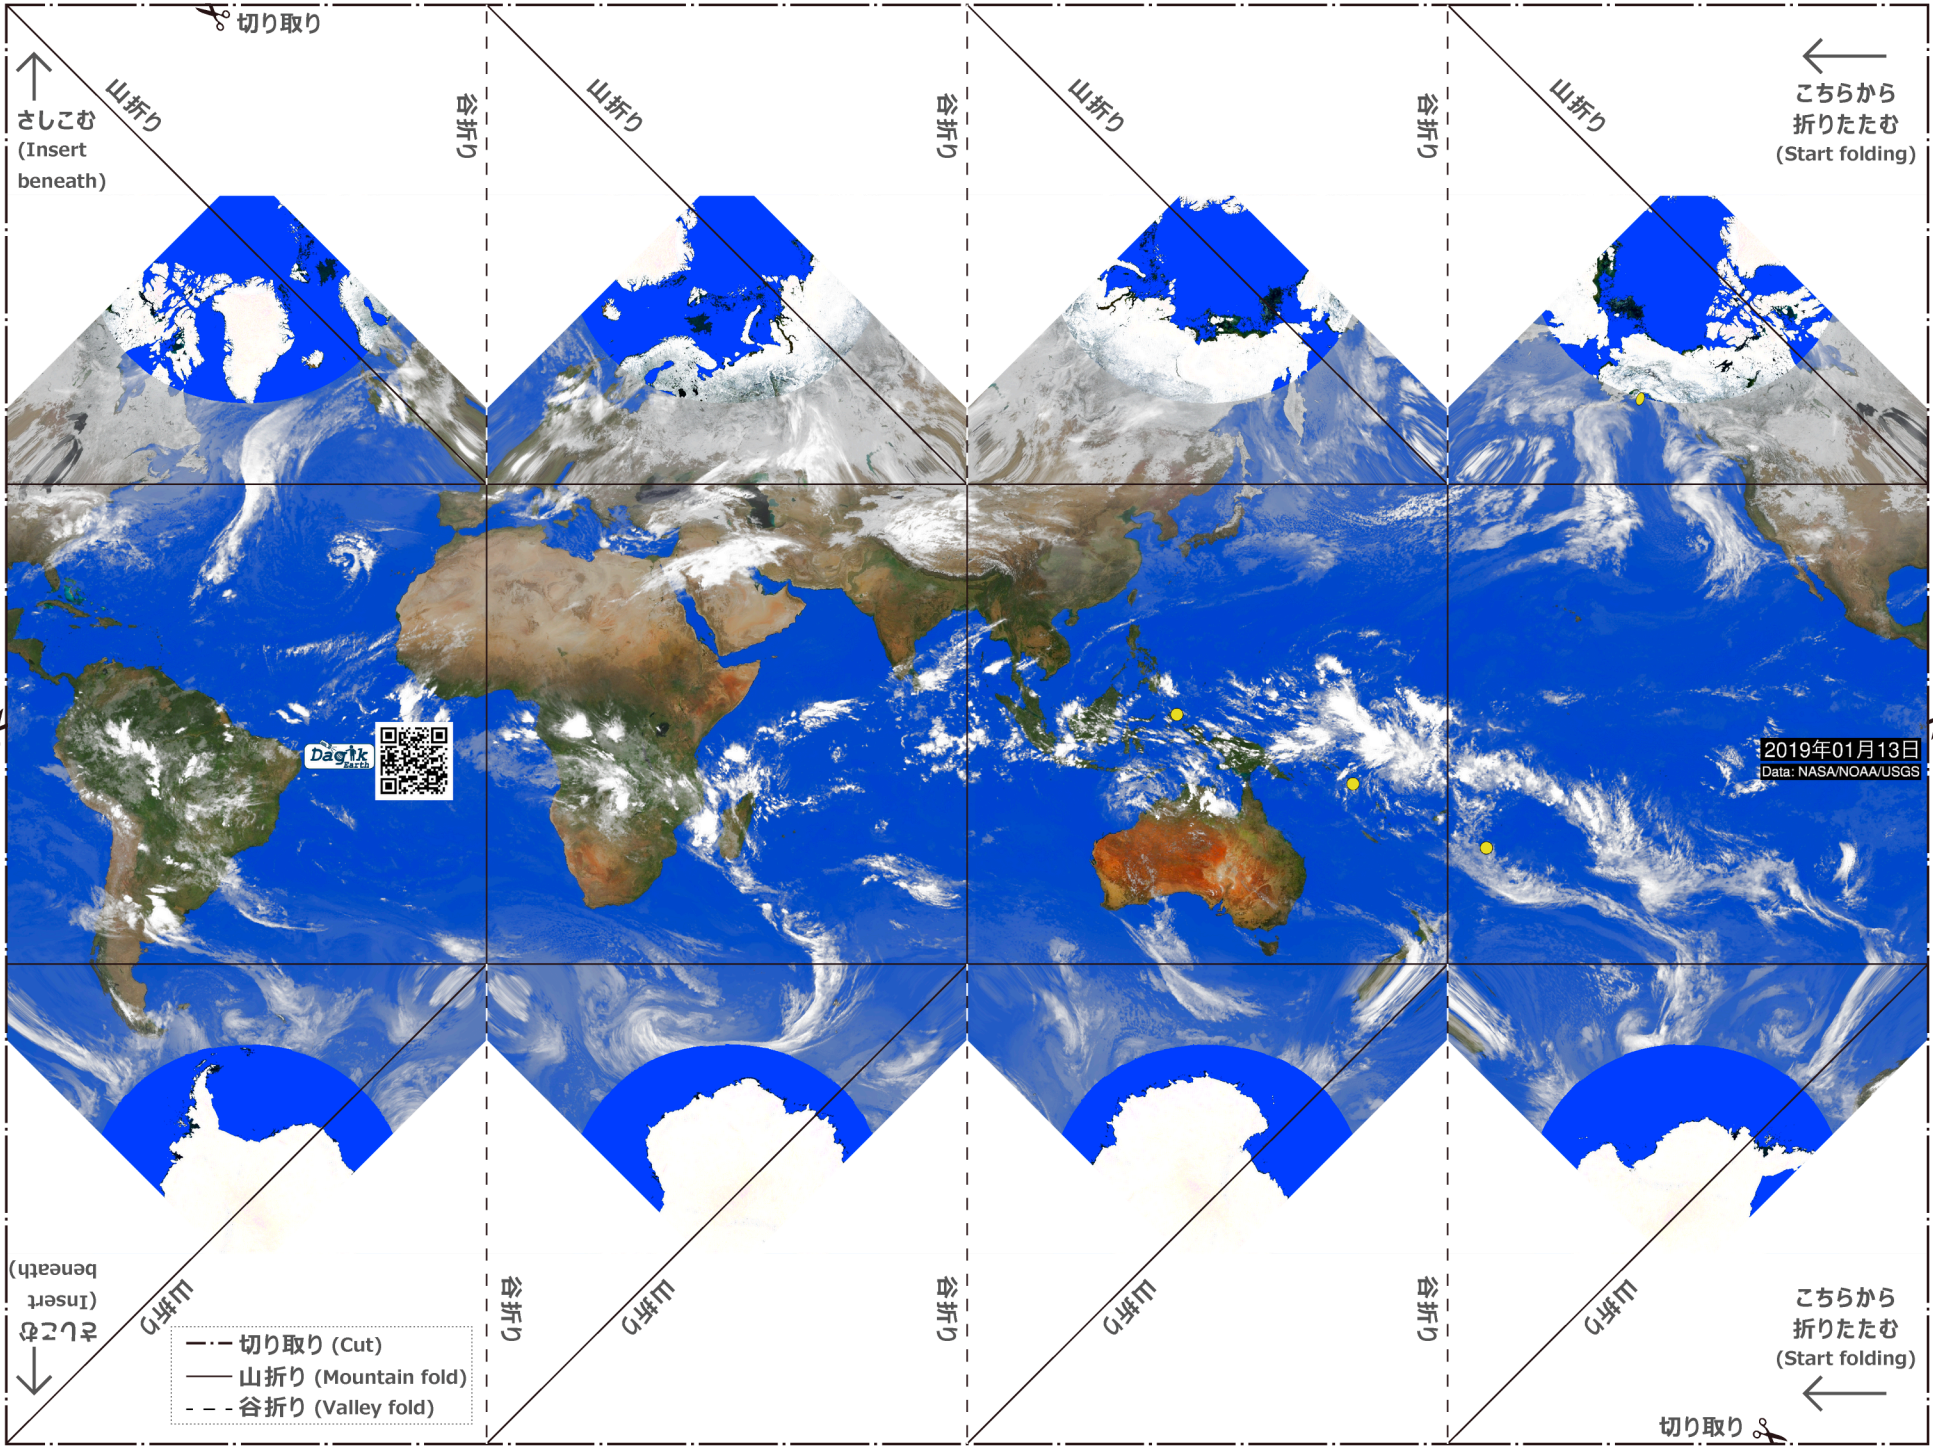 切り取り
山折り
谷折り
山折り
谷折り
山折り
谷折り
山折り
さしこむ
(Insert
beneath)
こちらから
折りたたむ
(Start folding)
Dagik
Earth
2019年01月13日
Data: NASA/NOAA/USGS
さしこむ
(Insert
beneath)
山折り
谷折り
山折り
谷折り
山折り
谷折り
山折り
切り取り (Cut)
山折り (Mountain fold)
谷折り (Valley fold)
こちらから
折りたたむ
(Start folding)
切り取り